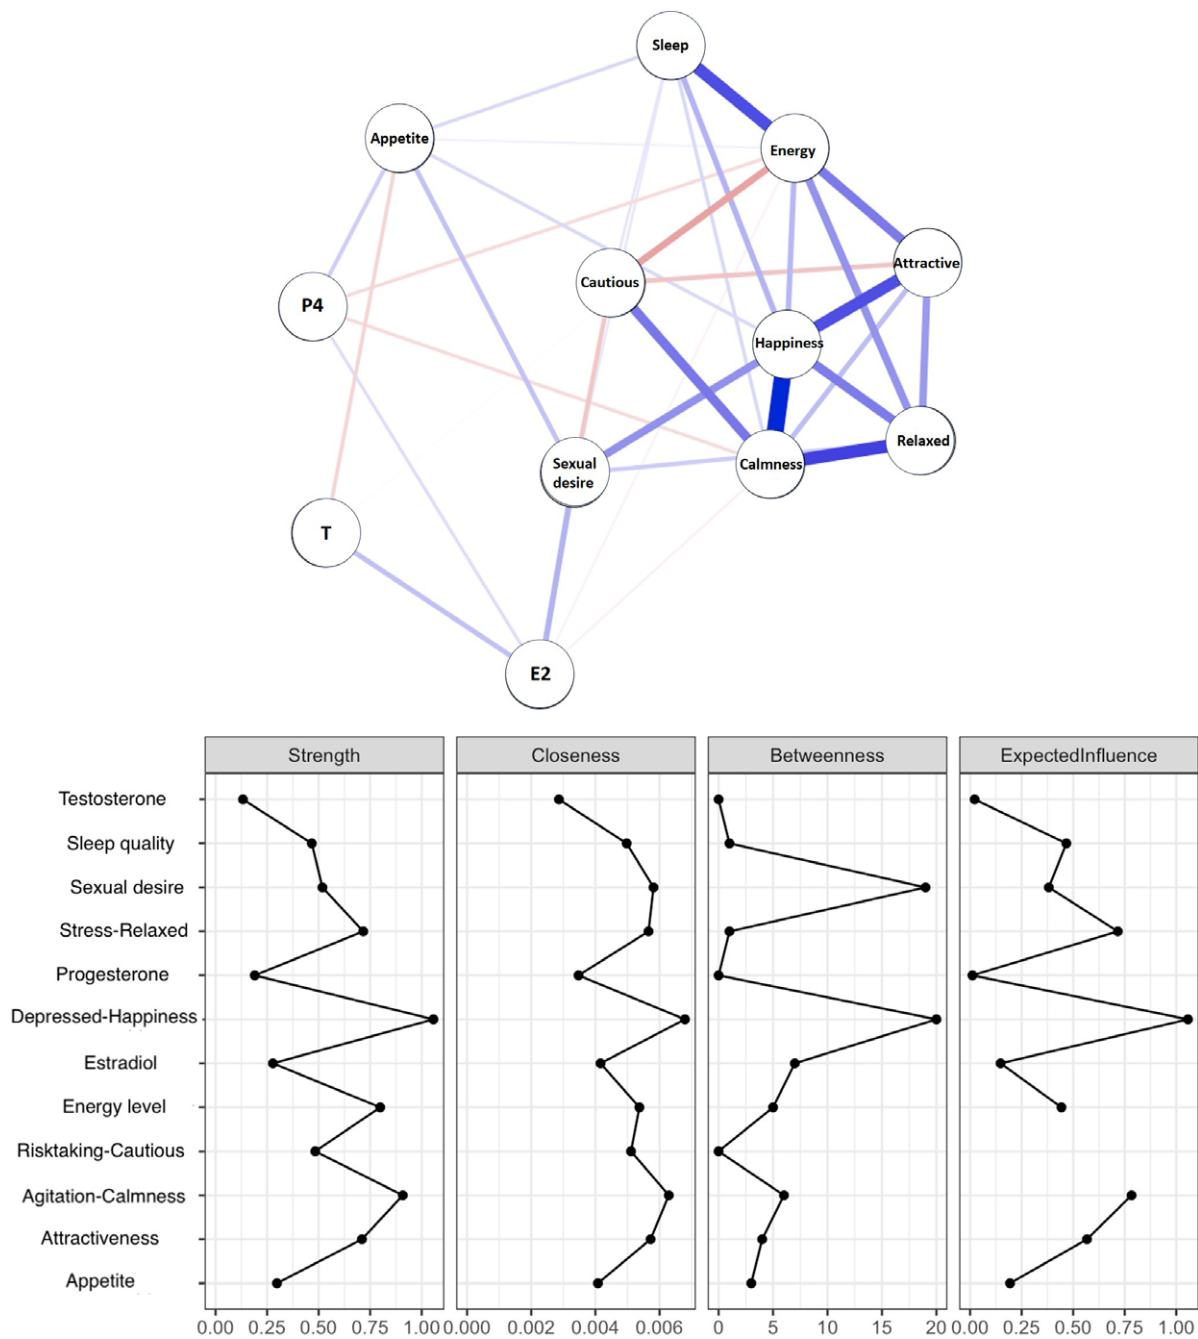 Sleep
Appetite
Energy
Attractive
Cautious
P4
Happiness
Relaxed
Sexual
desire
Calmness
T
E2
Strength Closeness Betweenness ExpectedInfluence
Testosterone
Sleep quality
Sexual desire
Stress-Relaxed
Progesterone
Depressed-Happiness
Estradiol
Energy level
Risktaking-Cautious
Agitation-Calmness
Attractiveness
Appetite
0.00 0.25 0.50 0.75 1.00 0.000 0.002 0.004 0.006 0 5 10 15 20 0.00 0.25 0.50 0.75 1.00